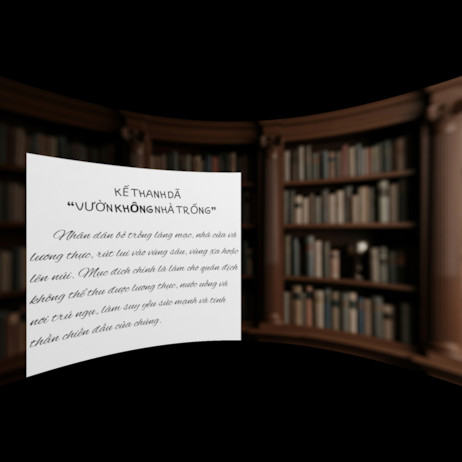 KẾ THANH DÃ
“VƯỜN KHÔNG NHÀ TRỐNG”
Nhân dân bỏ trống làng mạc, nhà cửa và
lương thực, rút lui vào vùng sâu, vùng xa hoặc
lên núi. Mục đích chính là làm cho quân địch
không thể thu được lương thực, nước uống và
nơi trú ngụ, làm suy yếu sức mạnh và tinh
thần chiến đấu của chúng.